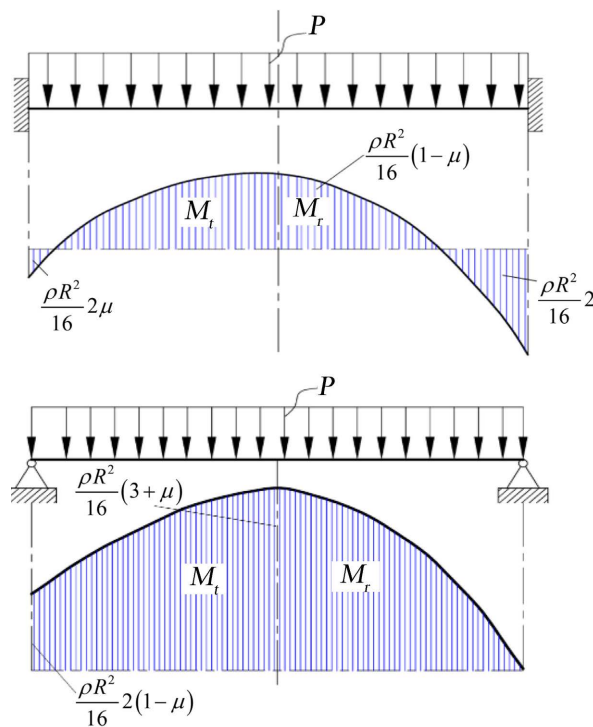 P
ρR²/16 (1−μ)
M_t M_r
ρR²/16 2μ
ρR²/16 2
P
ρR²/16 (3+μ)
M_t M_r
ρR²/16 2(1−μ)